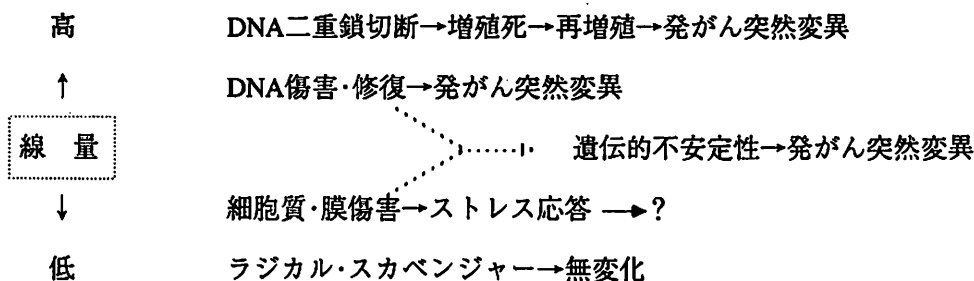 高 DNA二重鎖切断→増殖死→再増殖→発がん突然変異
↑ DNA傷害·修復→発がん突然変異
線 量 遺伝的不安定性→発がん突然変異
↓ 細胞質·膜傷害→ストレス応答 →?
低 ラジカル·スカベンジャー→無変化